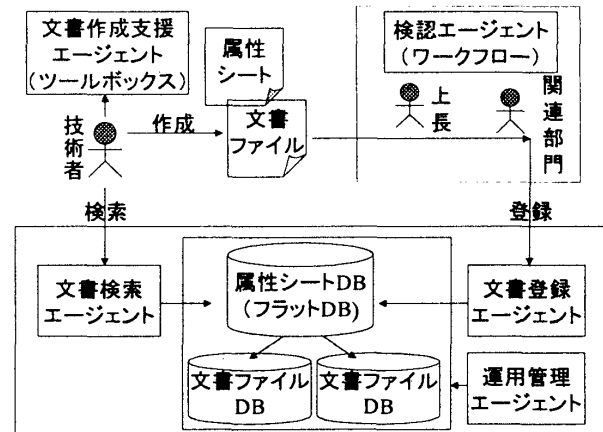 文書作成支援
エージェント
(ツールボックス)
属性
シート
文書
ファイル
検認エージェント
(ワークフロー)
上長
関連部門
技術者
作成
検索
登録
文書検索
エージェント
属性シートDB
(フラットDB)
文書登録
エージェント
文書ファイル
DB
文書ファイル
DB
運用管理
エージェント